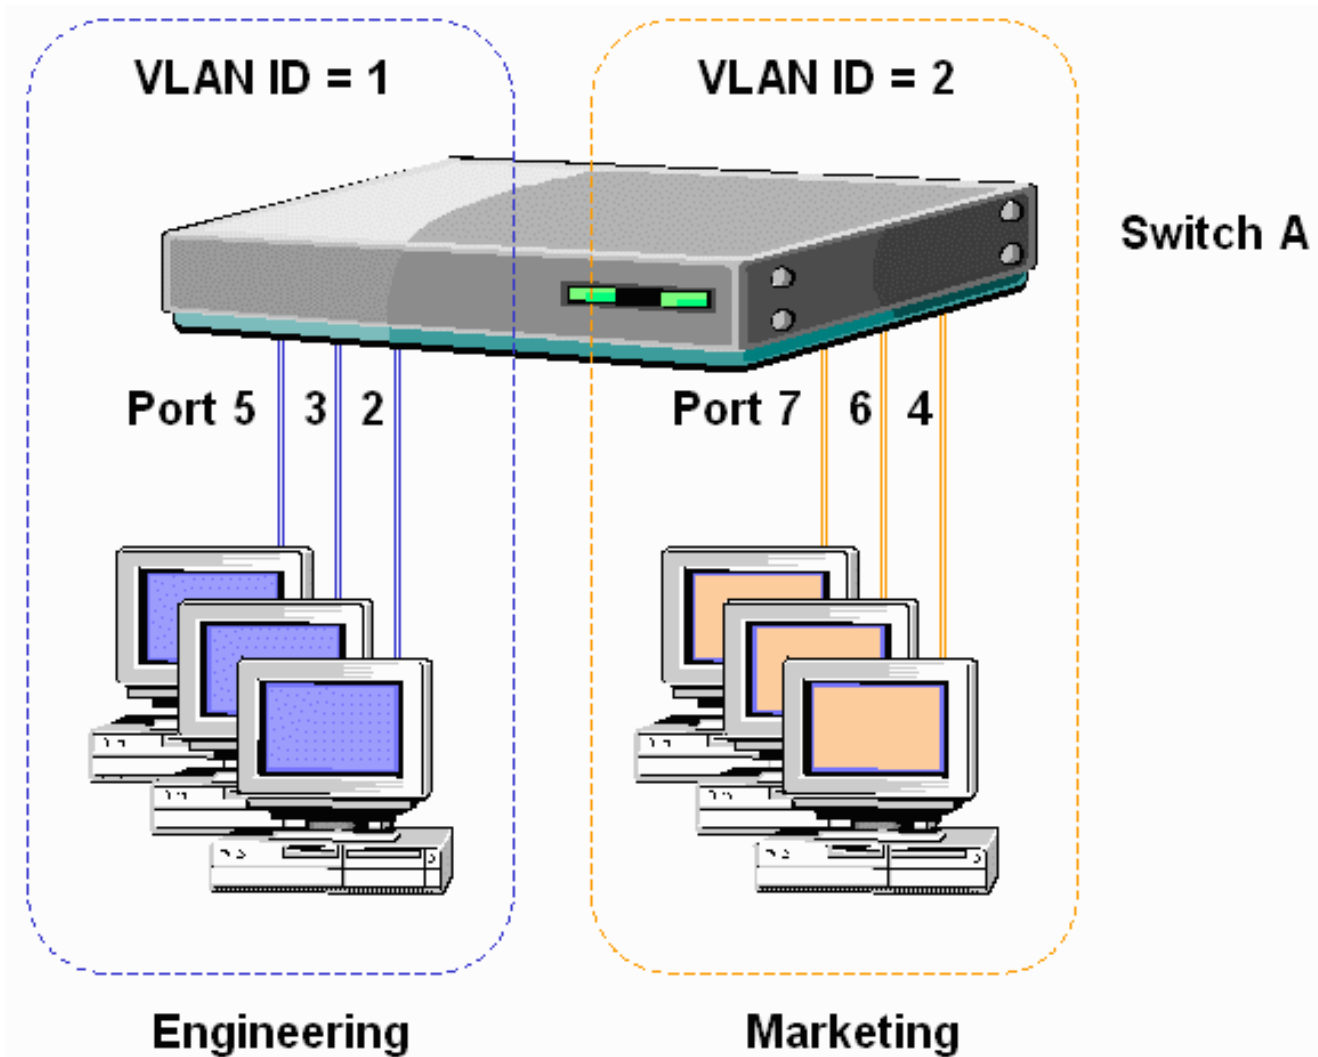 VLAN ID = 1
VLAN ID = 2
Switch A
Port 5 3 2
Port 7 6 4
Engineering
Marketing